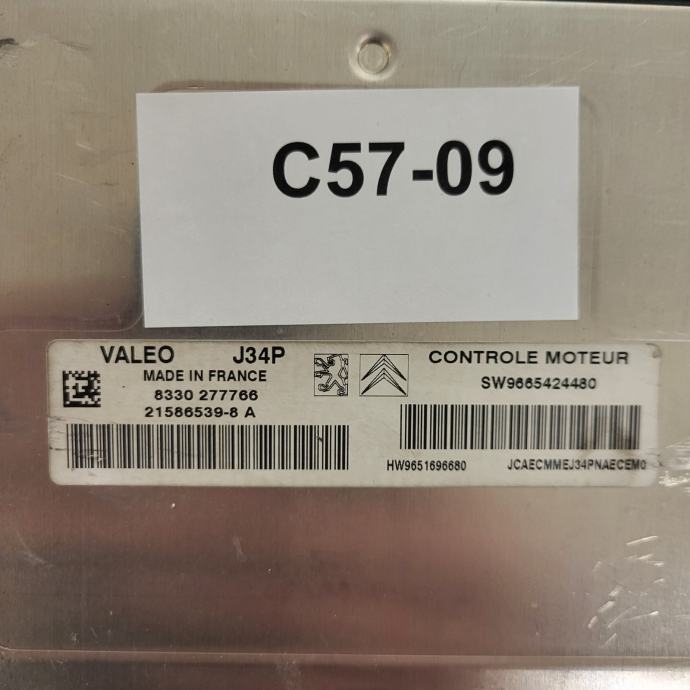 C57-09
VALEO J34P
MADE IN FRANCE
8330 277766
21586539-8 A
CONTROLE MOTEUR
SW9665424480
HW9651696680 JCAECMMEJ34PNAECEM0